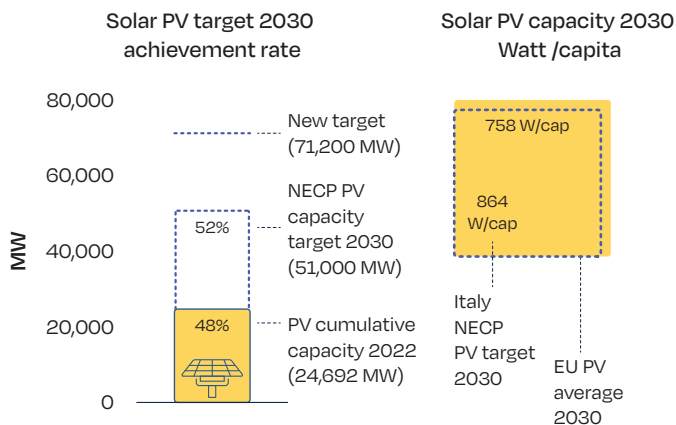 Solar PV target 2030
achievement rate
MW
80,000
60,000
40,000
20,000
0
52%
48%
New target
(71,200 MW)
NECP PV
capacity
target 2030
(51,000 MW)
PV cumulative
capacity 2022
(24,692 MW)
Solar PV capacity 2030
Watt /capita
758 W/cap
864
W/cap
Italy
NECP
PV target
2030
EU PV
average
2030